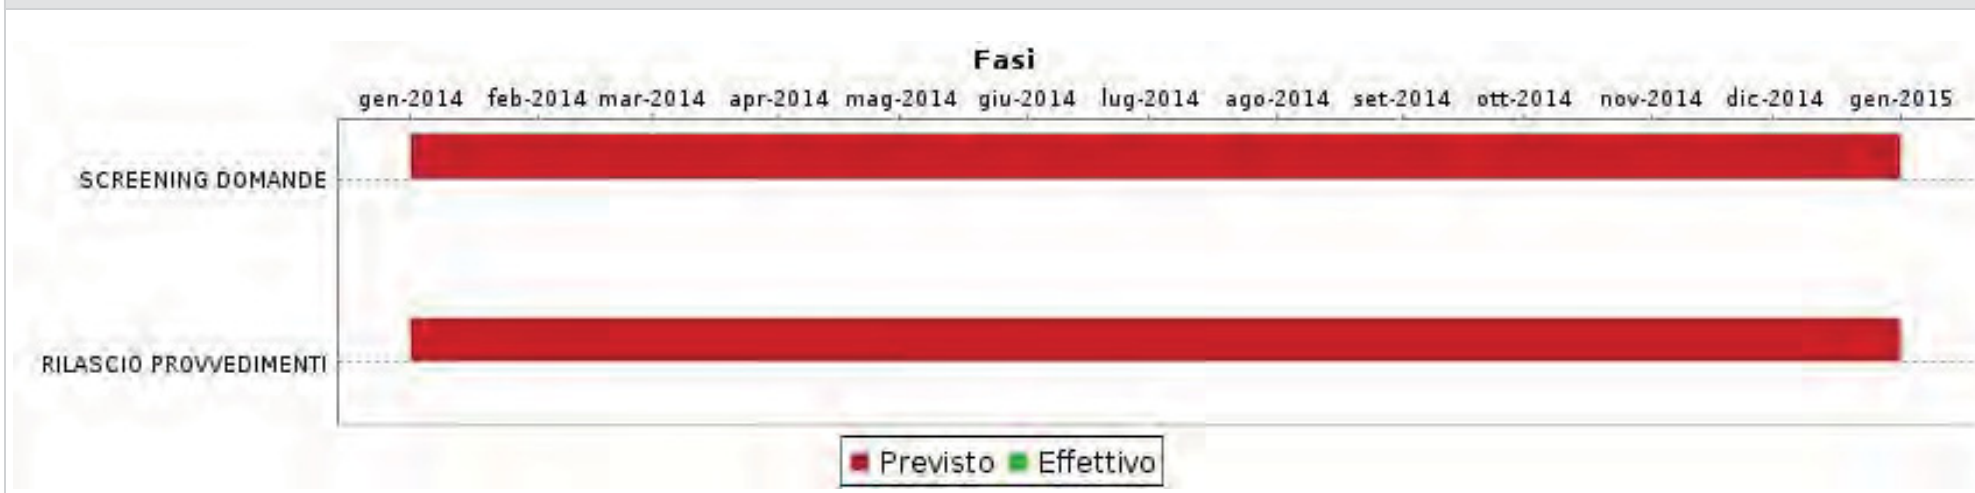 Fasi
gen-2014 feb-2014 mar-2014 apr-2014 mag-2014 giu-2014 lug-2014 ago-2014 set-2014 ott-2014 nov-2014 dic-2014 gen-2015
SCREENING DOMANDE
RILASCIO PROVVEDIMENTI
Previsto Effettivo